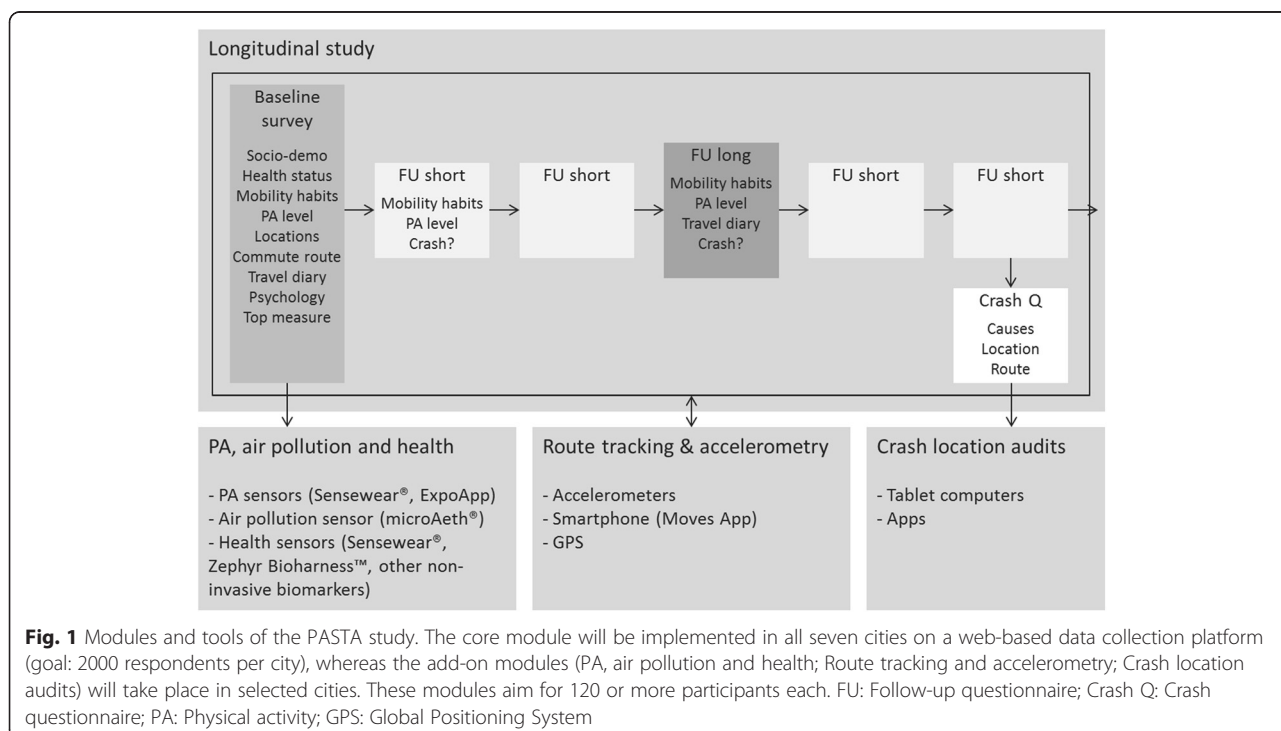 Longitudinal study
Baseline
survey
Socio-demo
Health status
Mobility habits
PA level
Locations
Commute route
Travel diary
Psychology
Top measure
FU short
Mobility habits
PA level
Crash?
FU short
FU long
Mobility habits
PA level
Travel diary
Crash?
FU short
FU short
Crash Q
Causes
Location
Route
PA, air pollution and health
- PA sensors (Sensewear®, ExpoApp)
- Air pollution sensor (microAeth®)
- Health sensors (Sensewear®,
Zephyr Bioharness™, other non-
invasive biomarkers)
Route tracking & accelerometry
- Accelerometers
- Smartphone (Moves App)
- GPS
Crash location audits
- Tablet computers
- Apps
Fig. 1 Modules and tools of the PASTA study. The core module will be implemented in all seven cities on a web-based data collection platform
(goal: 2000 respondents per city), whereas the add-on modules (PA, air pollution and health; Route tracking and accelerometry; Crash location
audits) will take place in selected cities. These modules aim for 120 or more participants each. FU: Follow-up questionnaire; Crash Q: Crash
questionnaire; PA: Physical activity; GPS: Global Positioning System